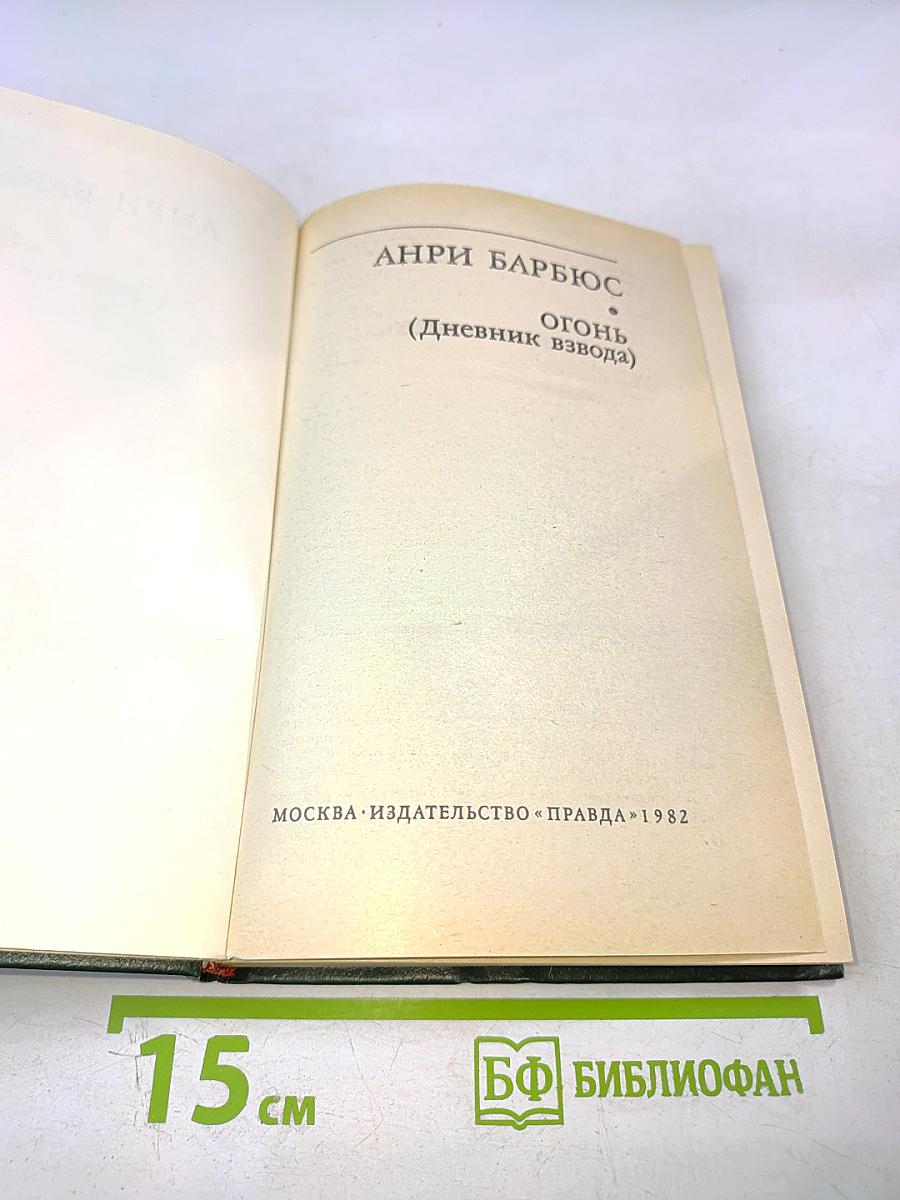 АНРИ БАРБЮС
•
ОГОНЬ
(Дневник взвода)
МОСКВА·ИЗДАТЕЛЬСТВО «ПРАВДА» 1982
15 см
БФ БИБЛИОФАН